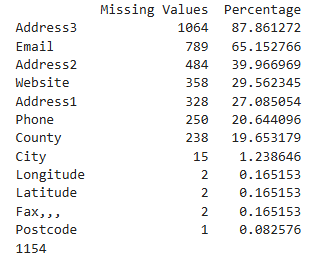 Missing Values Percentage
Address3 1064 87.861272
Email 789 65.152766
Address2 484 39.966969
Website 358 29.562345
Address1 328 27.085054
Phone 250 20.644096
County 238 19.653179
City 15 1.238646
Longitude 2 0.165153
Latitude 2 0.165153
Fax,,, 2 0.165153
Postcode 1 0.082576
1154